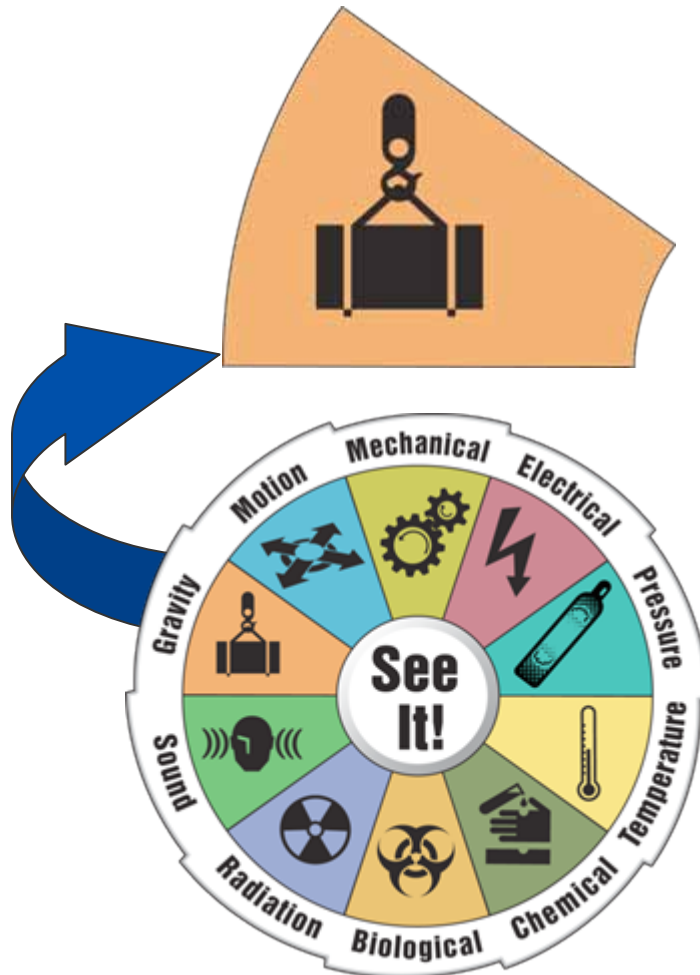 Mechanical
Electrical
Pressure
Temperature
Chemical
Biological
Radiation
Sound
Gravity
Motion
See
It!